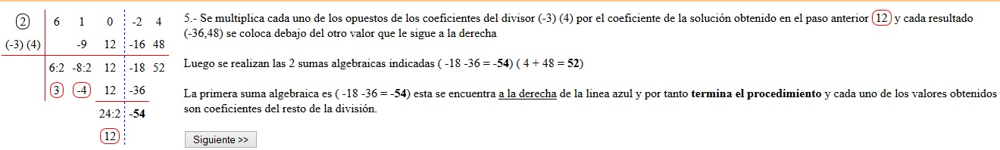 2 6 1 0 -2 4
(-3) (4) -9 12 -16 48
6:2 -8:2 12 -18 52
3 -4 12 -36
24:2 -54
12
5.- Se multiplica cada uno de los opuestos de los coeficientes del divisor (-3) (4) por el coeficiente de la solución obtenido en el paso anterior 12 y cada resultado
(-36,48) se coloca debajo del otro valor que le sigue a la derecha
Luego se realizan las 2 sumas algebraicas indicadas ( -18 -36 = -54) ( 4 + 48 = 52)
La primera suma algebraica es ( -18 -36 = -54) esta se encuentra a la derecha de la linea azul y por tanto termina el procedimiento y cada uno de los valores obtenidos
son coeficientes del resto de la división.
Siguiente >>